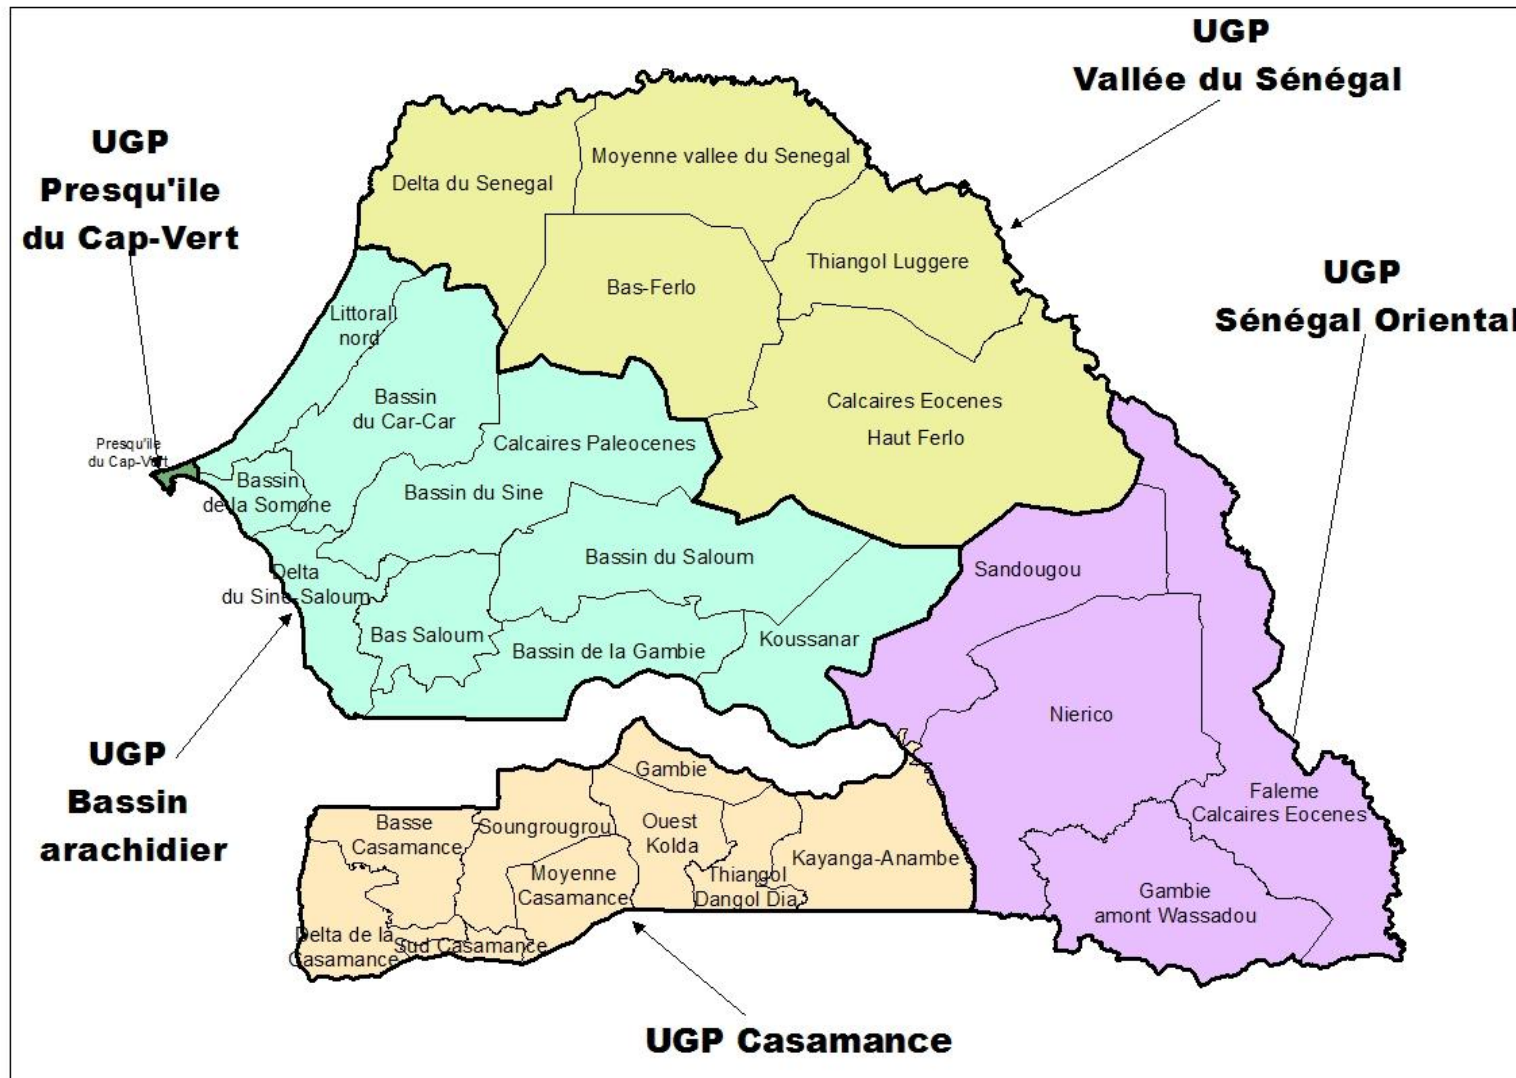 UGP
Vallée du Sénégal
UGP
Presqu'ile
du Cap-Vert
Moyenne vallee du Senegal
Delta du Senegal
Thiangol Luggere
Bas-Ferlo
UGP
Sénégal Oriental
Littoral
nord
Bassin
du Car-Car
Calcaires Eocenes
Haut Ferlo
Calcaires Paleocenes
Presqu'ile
du Cap-Vert
Bassin
de la Somone
Bassin du Sine
Bassin du Saloum
Sandougou
Delta
du Sine-Saloum
Bas Saloum
Bassin de la Gambie
Koussanar
Nierico
UGP
Bassin
arachidier
Gambie
Faleme
Calcaires Eocenes
Basse
Casamance
Soungrougrou
Ouest
Kolda
Kayanga-Anambe
Moyenne
Casamance
Thiangol
Dangol Dia
Gambie
amont Wassadou
Delta de la
Casamance
Sud Casamance
UGP Casamance